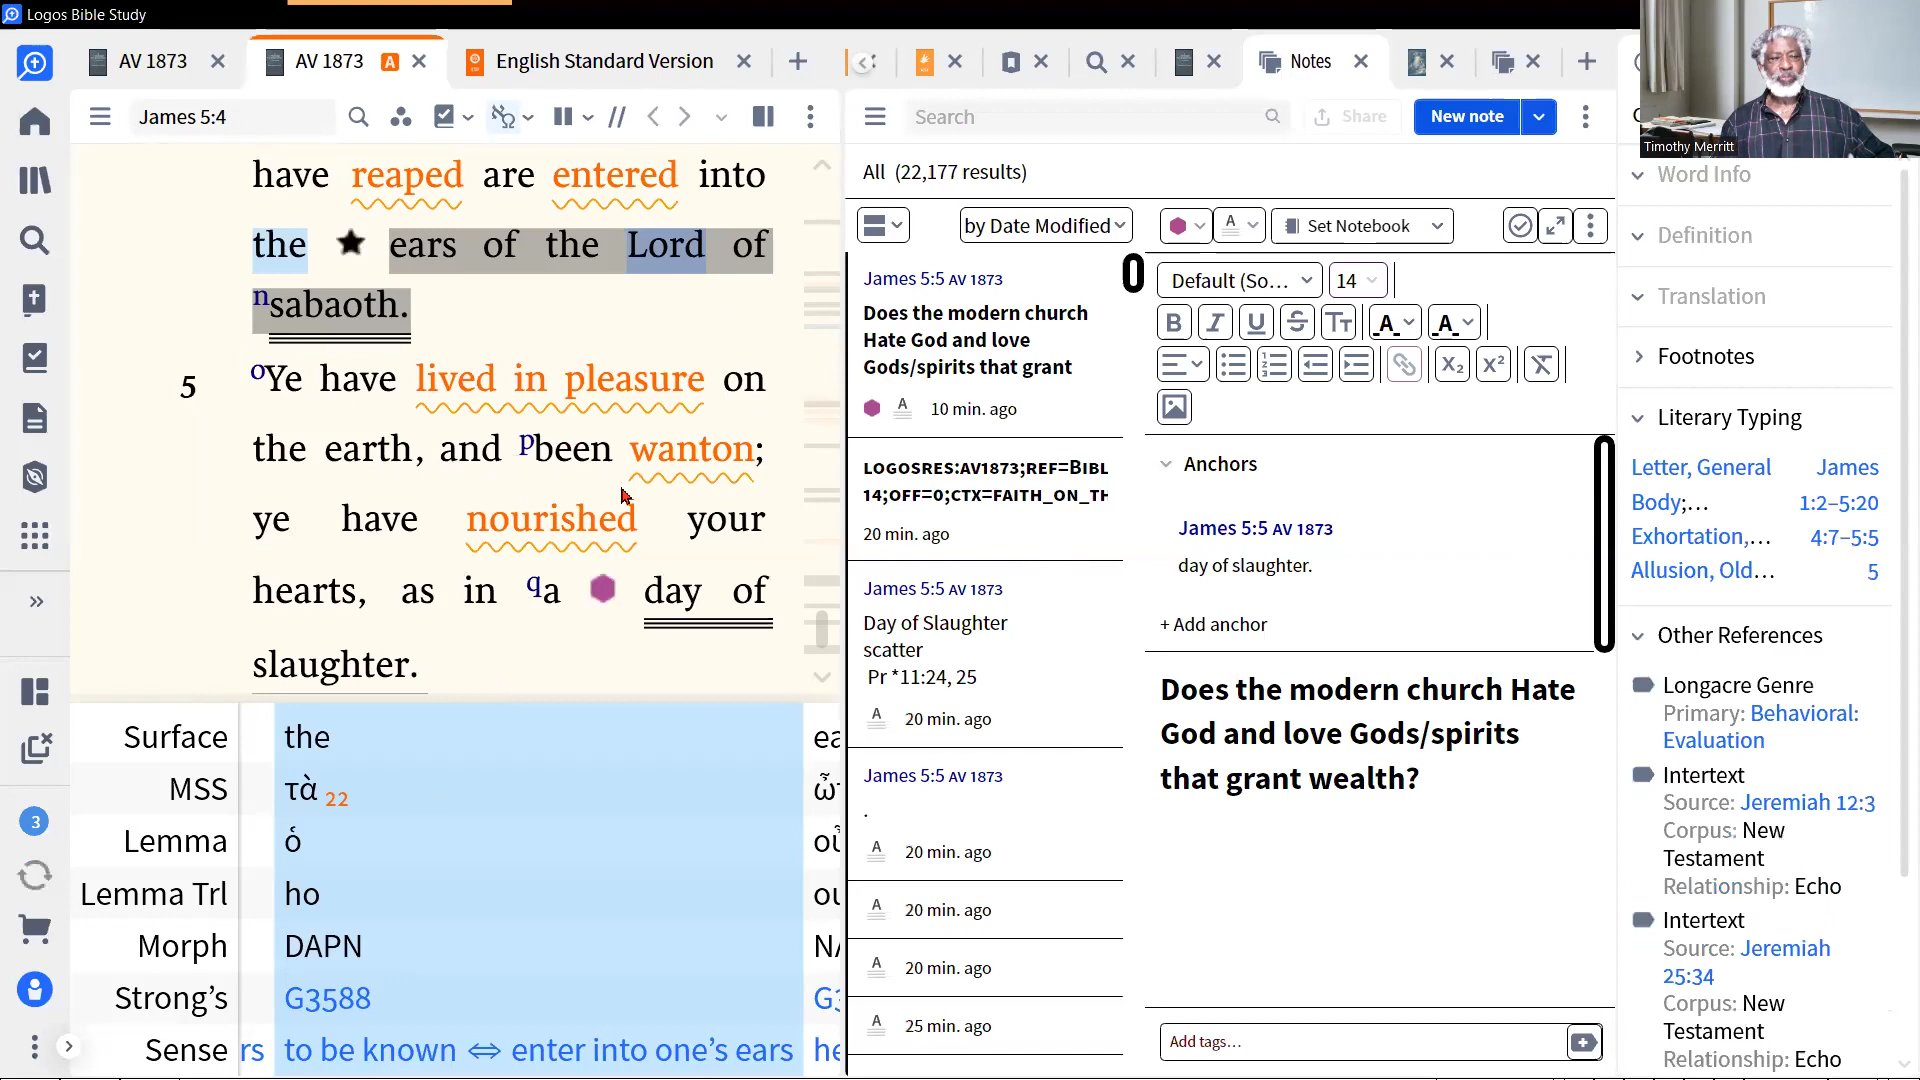 Logos Bible Study
AV 1873
AV 1873 A
English Standard Version
Notes
James 5:4
Search
Share
New note
Timothy Merritt
have reaped are entered into
the ★ ears of the Lord of
n sabaoth.
5 o Ye have lived in pleasure on
the earth, and p been wanton;
ye have nourished your
hearts, as in q a day of
slaughter.
Surface the
MSS τὰ 22
Lemma ὁ
Lemma Trl ho
Morph DAPN
Strong's G3588 G3
Sense rs to be known ⇔ enter into one's ears he
All (22,177 results)
by Date Modified
Set Notebook
James 5:5 AV 1873
Does the modern church
Hate God and love
Gods/spirits that grant
10 min. ago
LOGOSRES:AV1873;REF=BIBL
14;OFF=0;CTX=FAITH_ON_TH
20 min. ago
James 5:5 AV 1873
Day of Slaughter
scatter
Pr *11:24, 25
20 min. ago
James 5:5 AV 1873
.
20 min. ago
20 min. ago
20 min. ago
25 min. ago
Default (So... 14
B I U S Tт A A
X₂ X²
Anchors
James 5:5 AV 1873
day of slaughter.
+ Add anchor
Does the modern church Hate
God and love Gods/spirits
that grant wealth?
Add tags...
Word Info
Definition
Translation
Footnotes
Literary Typing
Letter, General James
Body;... 1:2–5:20
Exhortation,... 4:7–5:5
Allusion, Old... 5
Other References
Longacre Genre
Primary: Behavioral:
Evaluation
Intertext
Source: Jeremiah 12:3
Corpus: New
Testament
Relationship: Echo
Intertext
Source: Jeremiah
25:34
Corpus: New
Testament
Relationship: Echo
3